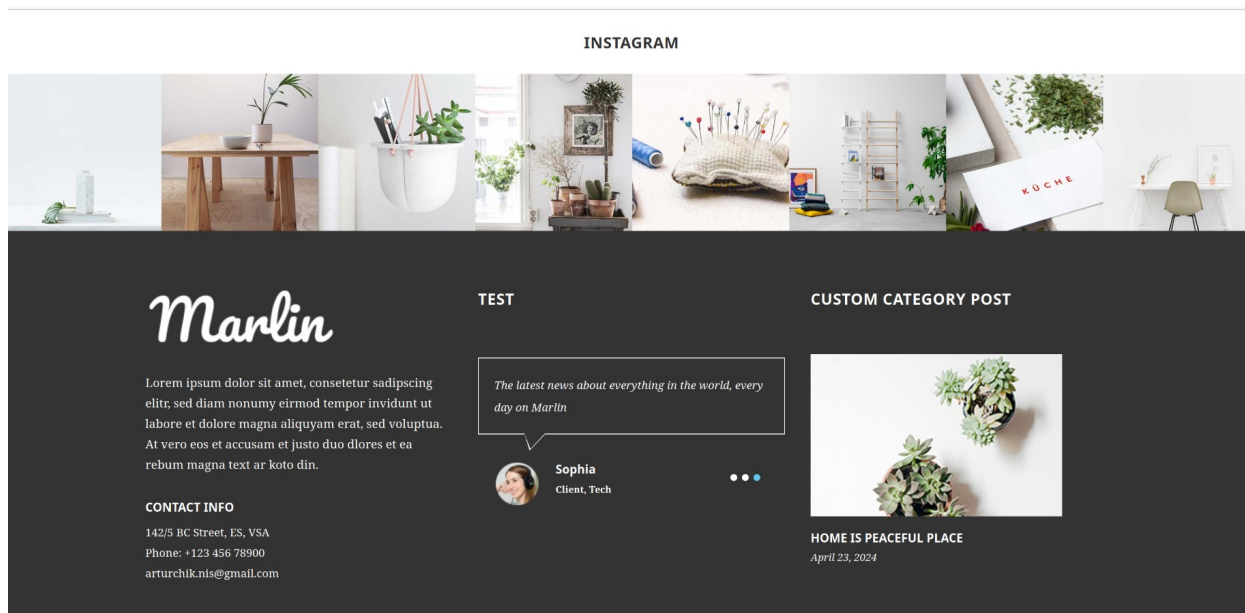 INSTAGRAM
KÜCHE
Marlin
Lorem ipsum dolor sit amet, consetetur sadipscing
elitr, sed diam nonumy eirmod tempor invidunt ut
labore et dolore magna aliquyam erat, sed voluptua.
At vero eos et accusam et justo duo dlores et ea
rebum magna text ar koto din.
CONTACT INFO
142/5 BC Street, ES, VSA
Phone: +123 456 78900
arturchik.nis@gmail.com
TEST
The latest news about everything in the world, every
day on Marlin
Sophia
Client, Tech
CUSTOM CATEGORY POST
HOME IS PEACEFUL PLACE
April 23, 2024